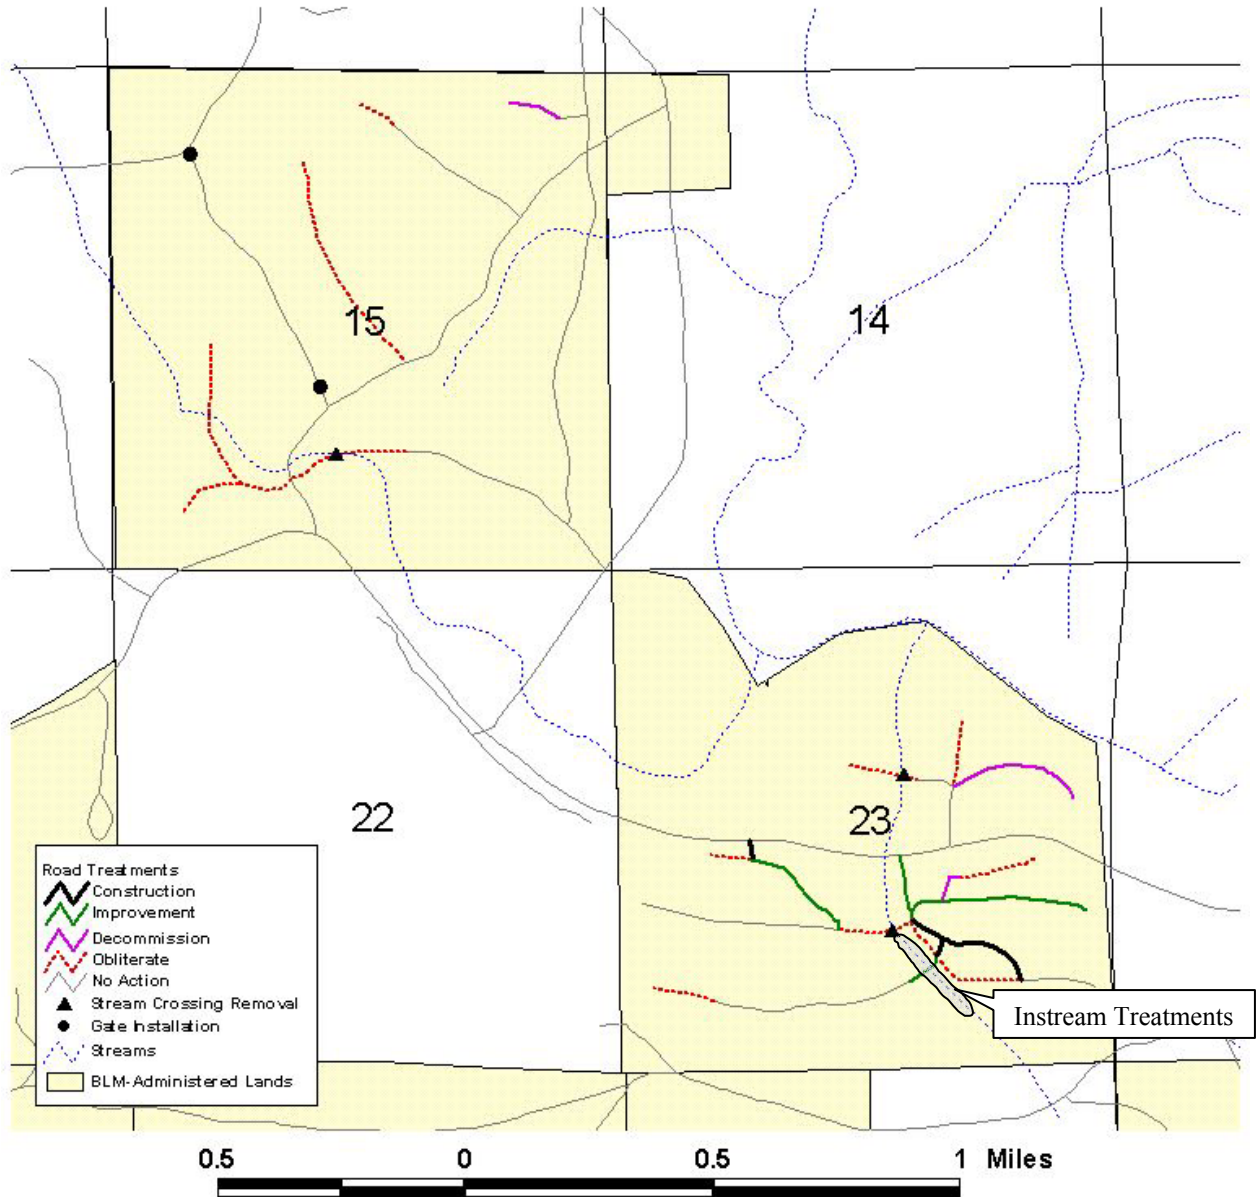 15
14
22
23
Road Treatments
Construction
Improvement
Decommission
Obliterate
No Action
Stream Crossing Removal
Gate Installation
Streams
BLM-Administered Lands
Instream Treatments
0.5 0 0.5 1 Miles